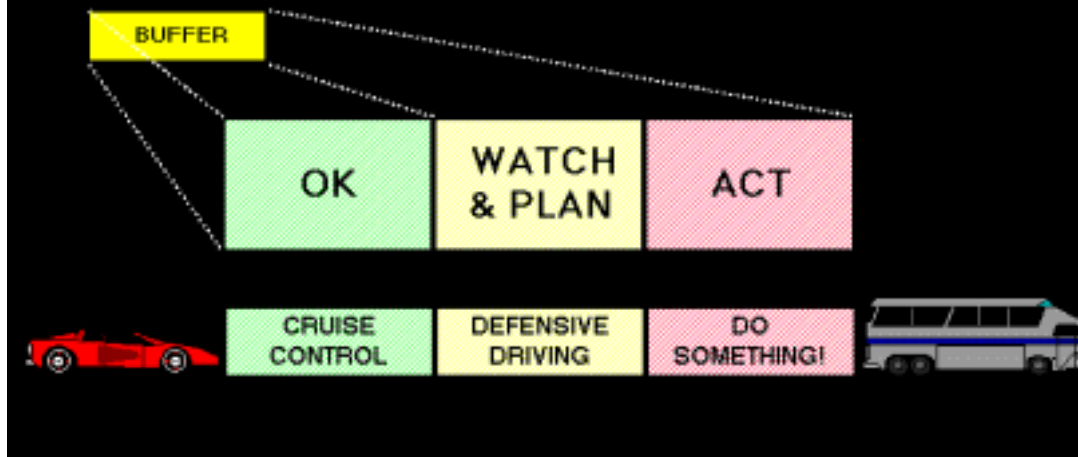 BUFFER
OK
WATCH
& PLAN
ACT
CRUISE
CONTROL
DEFENSIVE
DRIVING
DO
SOMETHING!